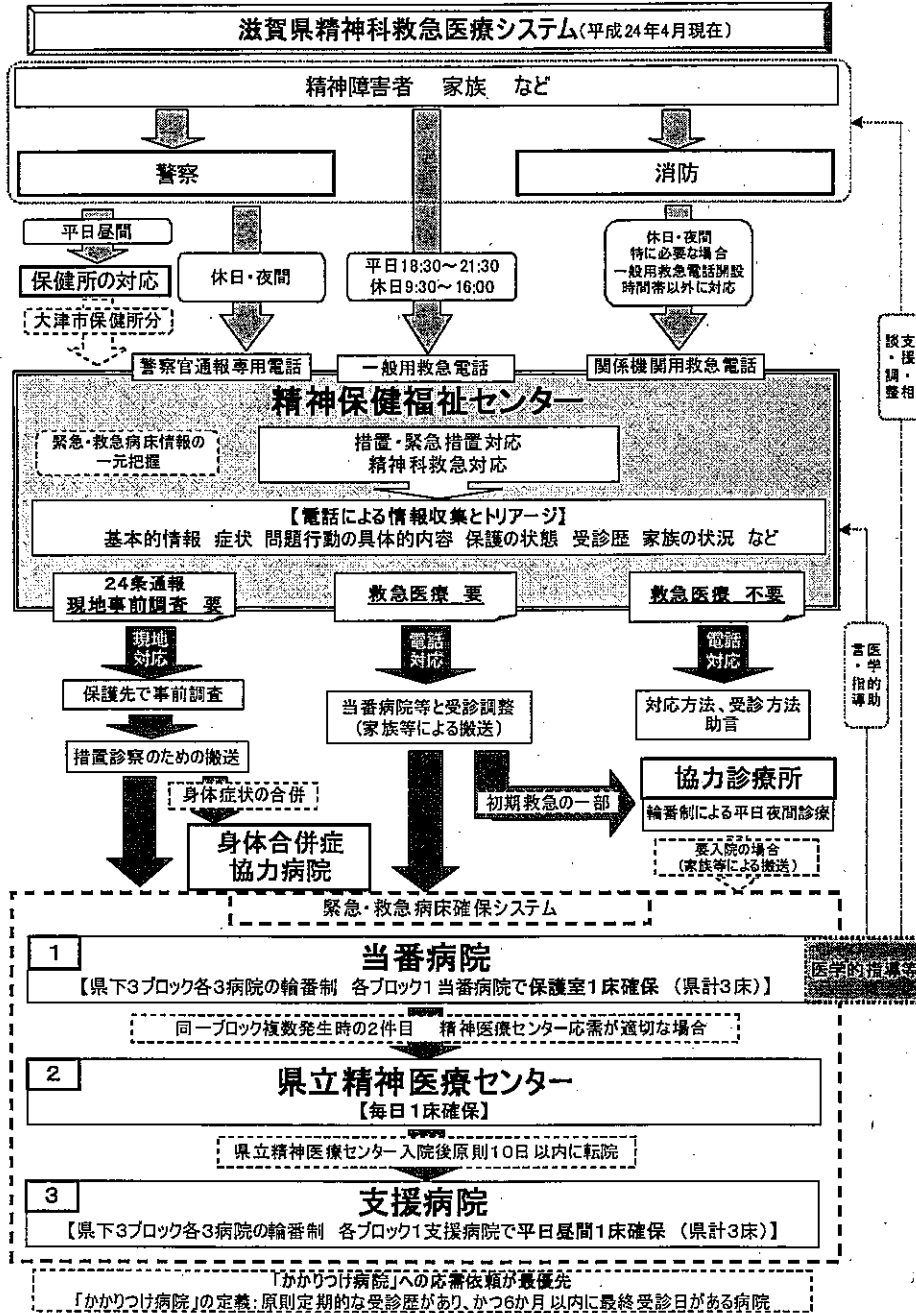 滋賀県精神科救急医療システム(平成24年4月現在)
精神障害者 家族 など
警察
消防
平日昼間
保健所の対応
大津市保健所分
休日・夜間
平日18:30~21:30
休日9:30~16:00
休日・夜間
特に必要な場合
一般用救急電話開設
時間帯以外に対応
支援・相
談・調整
警察官通報専用電話
一般用救急電話
関係機関用救急電話
精神保健福祉センター
緊急・救急病床情報の
一元把握
措置・緊急措置対応
精神科救急対応
【電話による情報収集とトリアージ】
基本的情報 症状 問題行動の具体的内容 保護の状態 受診歴 家族の状況 など
24条通報
現地事前調査 要
救急医療 要
救急医療 不要
現地
対応
電話
対応
電話
対応
医学的助
言・指導
保護先で事前調査
当番病院等と受診調整
(家族等による搬送)
対応方法、受診方法
助言
措置診察のための搬送
身体症状の合併
身体合併症
協力病院
初期救急の一部
協力診療所
輪番制による平日夜間診療
要入院の場合
(家族等による搬送)
緊急・救急病床確保システム
1
当番病院
【県下3ブロック各3病院の輪番制 各ブロック1当番病院で保護室1床確保 (県計3床)】
医学的指導等
同一ブロック複数発生時の2件目 精神医療センター応需が適切な場合
2
県立精神医療センター
【毎日1床確保】
県立精神医療センター入院後原則10日以内に転院
3
支援病院
【県下3ブロック各3病院の輪番制 各ブロック1支援病院で平日昼間1床確保 (県計3床)】
「かかりつけ病院」への応需依頼が最優先
「かかりつけ病院」の定義:原則定期的な受診歴があり、かつ6か月以内に最終受診日がある病院